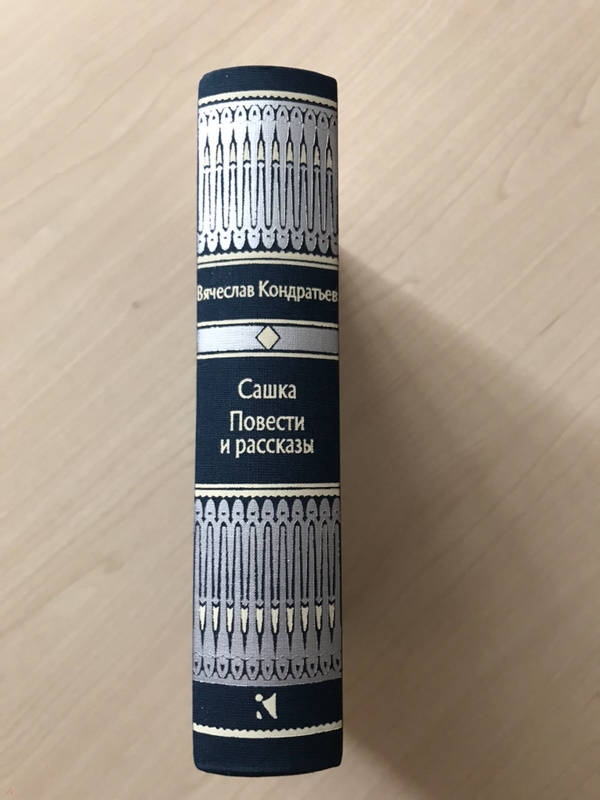 Вячеслав Кондратьев
Сашка
Повести
и рассказы